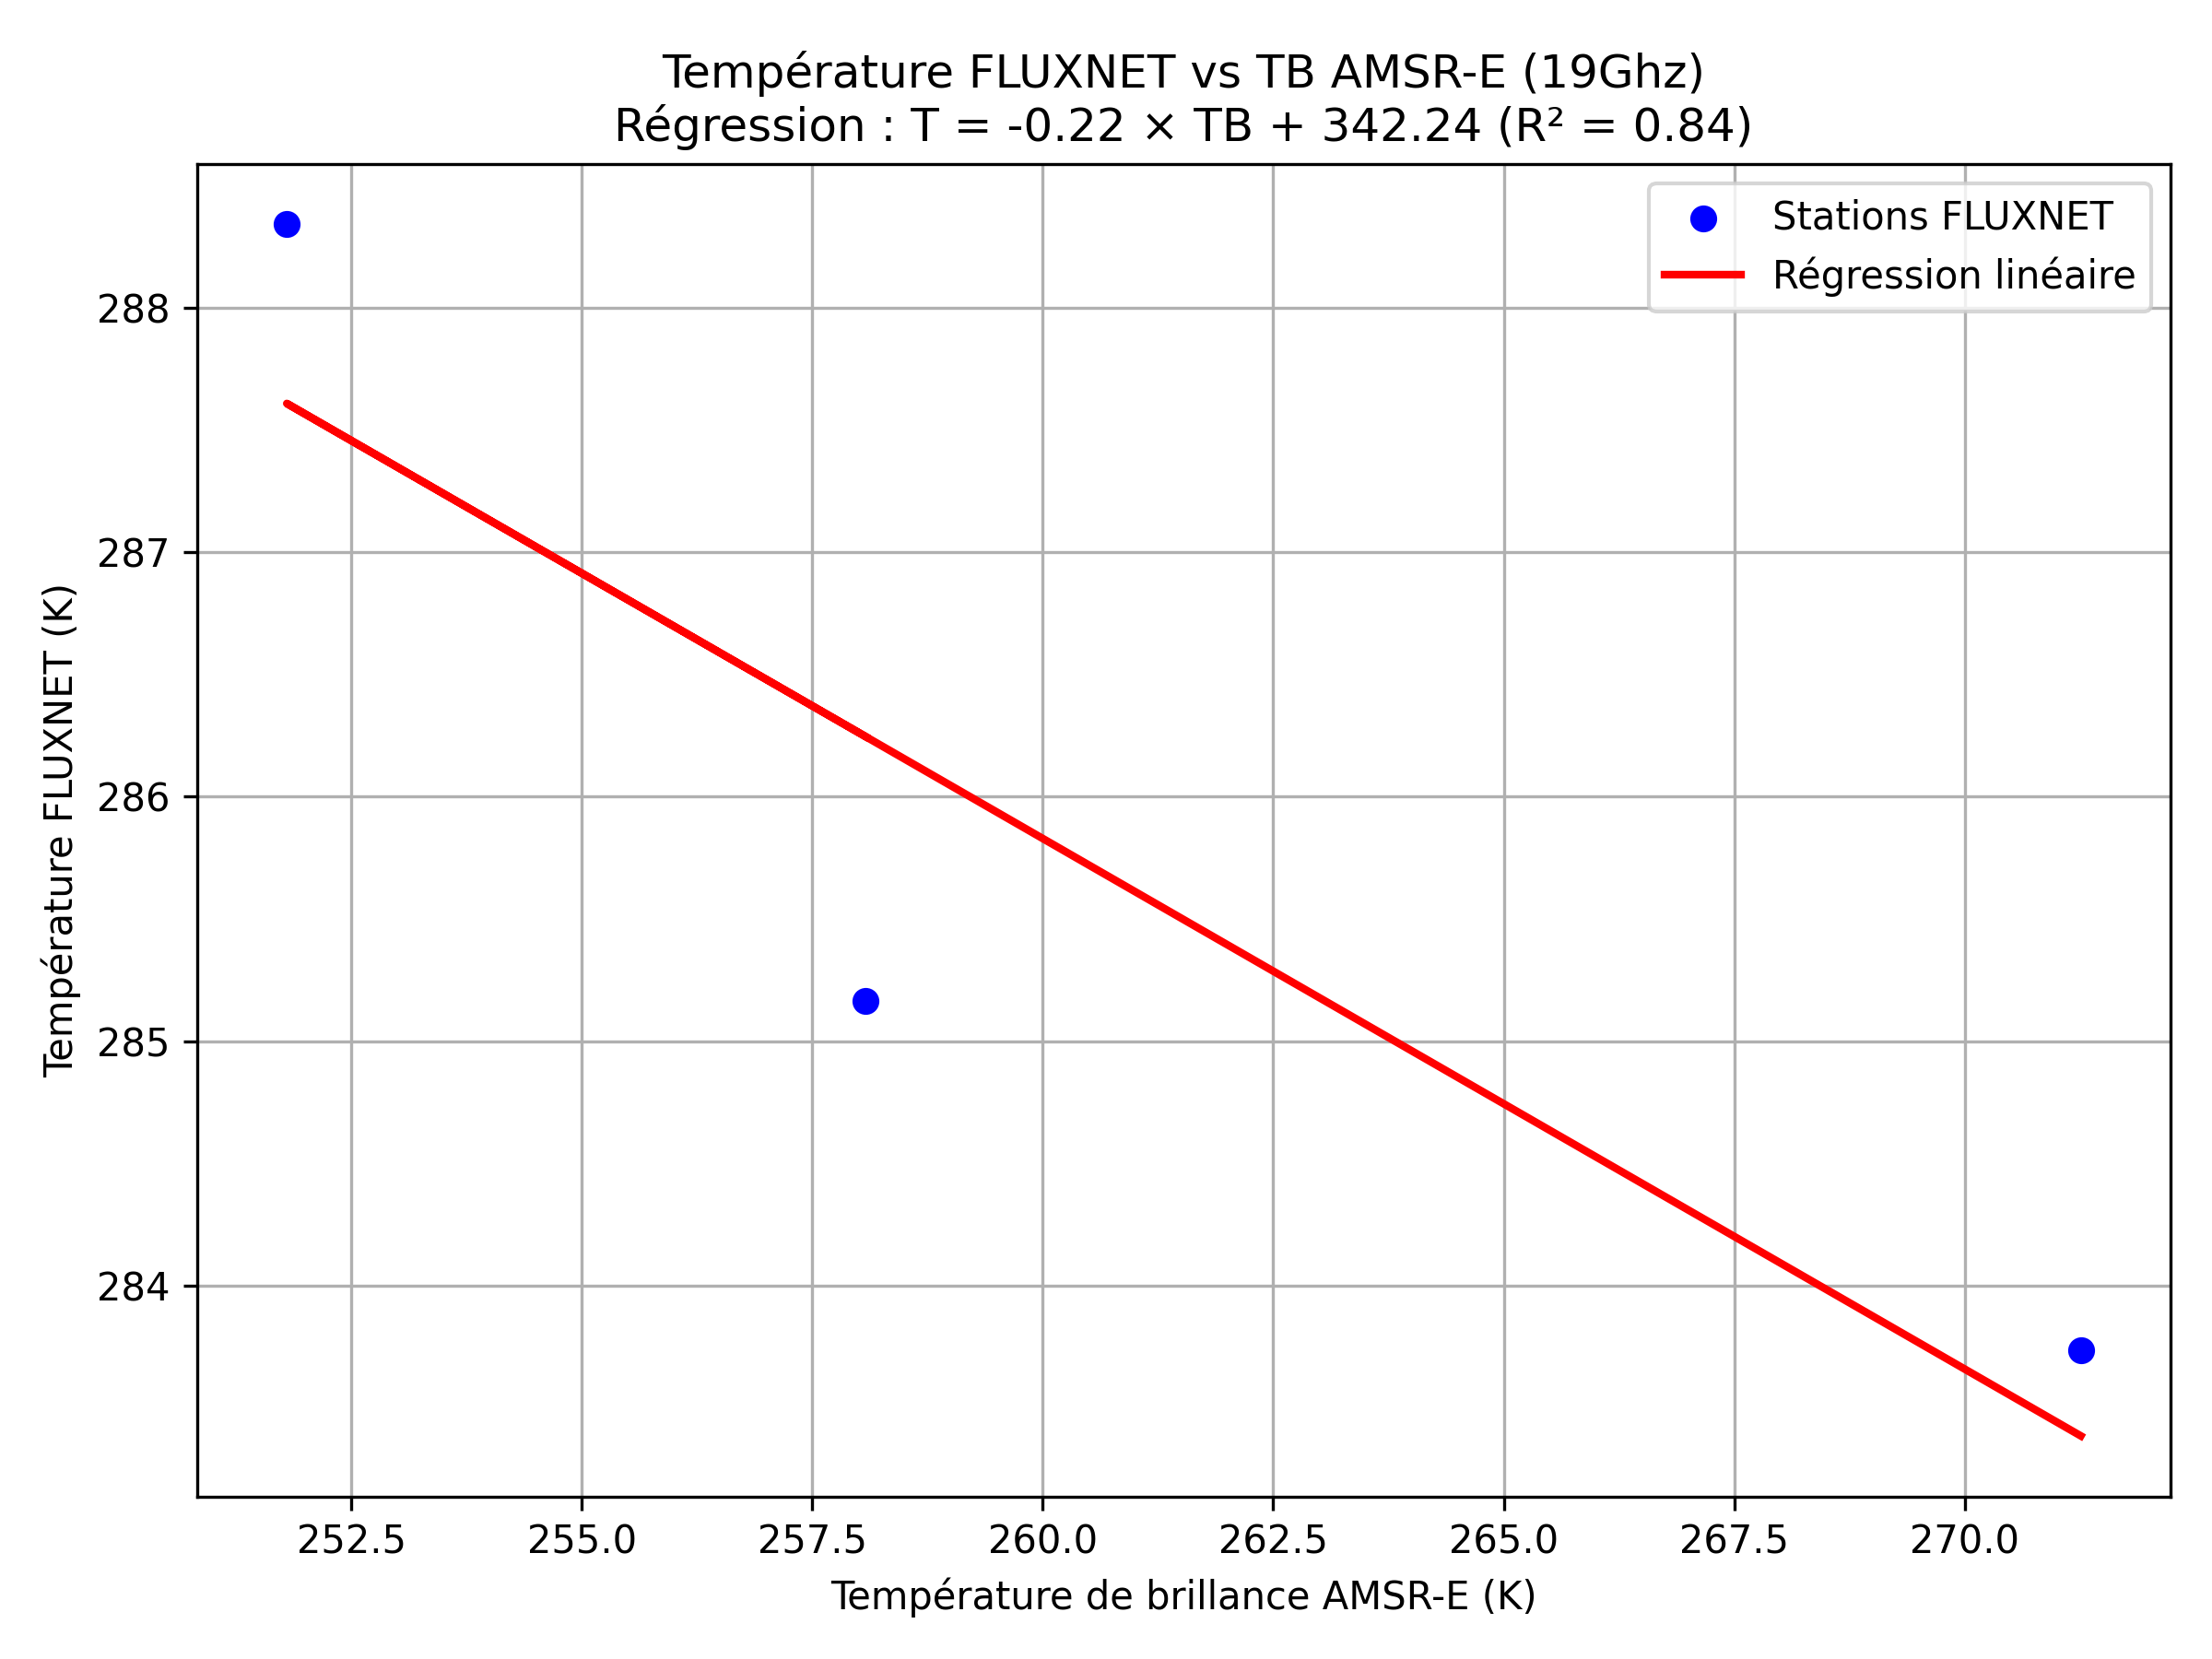 Température FLUXNET vs TB AMSR-E (19Ghz)
Régression : T = -0.22 × TB + 342.24 (R² = 0.84)
Stations FLUXNET
Régression linéaire
288
287
286
285
284
Température FLUXNET (K)
252.5 255.0 257.5 260.0 262.5 265.0 267.5 270.0
Température de brillance AMSR-E (K)